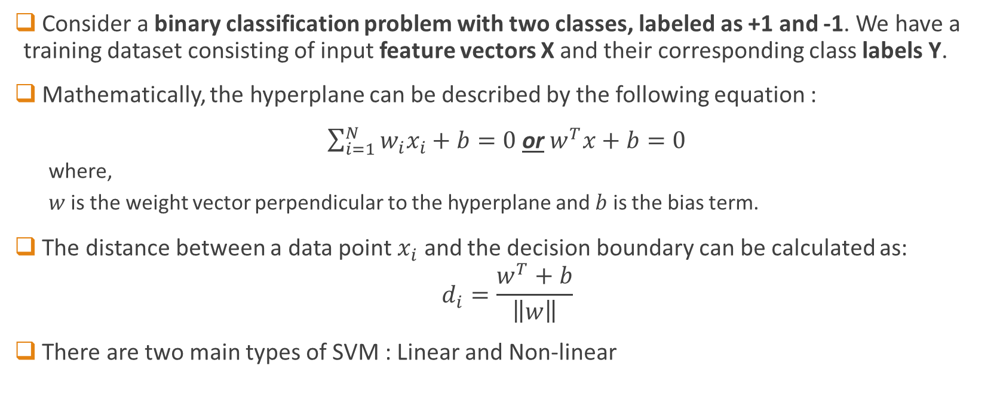 ❑ Consider a binary classification problem with two classes, labeled as +1 and -1. We have a
training dataset consisting of input feature vectors X and their corresponding class labels Y.
❑ Mathematically, the hyperplane can be described by the following equation :
∑_{i=1}^{N} w_i x_i + b = 0 or w^T x + b = 0
where,
w is the weight vector perpendicular to the hyperplane and b is the bias term.
❑ The distance between a data point x_i and the decision boundary can be calculated as:
d_i = \frac{w^T + b}{||w||}
❑ There are two main types of SVM : Linear and Non-linear